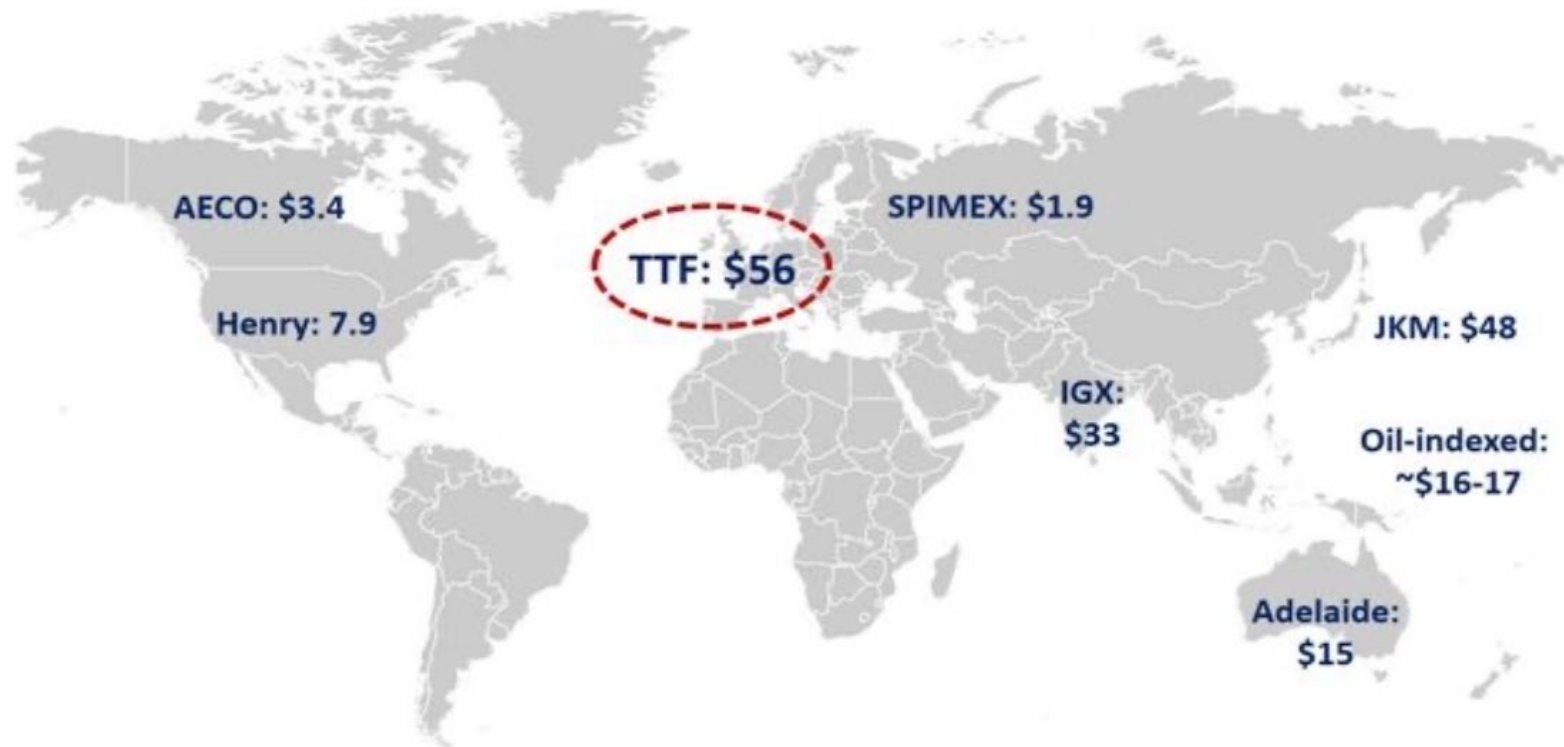 AECO: $3.4
SPIMEX: $1.9
TTF: $56
Henry: 7.9
JKM: $48
IGX:
$33
Oil-indexed:
~$16-17
Adelaide:
$15